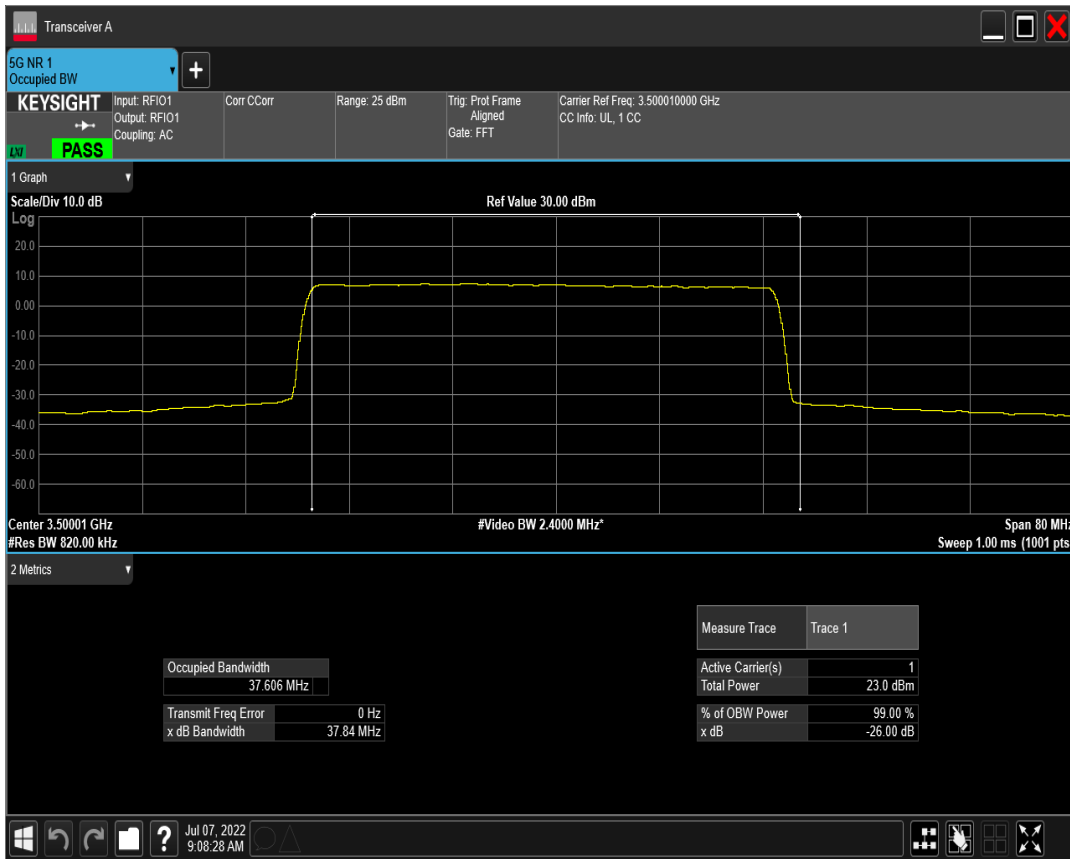 Transceiver A
5G NR 1
Occupied BW
KEYSIGHT
LXI
PASS
Input: RFIO1
Output: RFIO1
Coupling: AC
Corr CCorr
Range: 25 dBm
Trig: Prot Frame
Aligned
Gate: FFT
Carrier Ref Freq: 3.500010000 GHz
CC Info: UL, 1 CC
1 Graph
Scale/Div 10.0 dB
Ref Value 30.00 dBm
Log
20.0
10.0
0.00
-10.0
-20.0
-30.0
-40.0
-50.0
-60.0
Center 3.50001 GHz
#Video BW 2.4000 MHz*
Span 80 MHz
#Res BW 820.00 kHz
Sweep 1.00 ms (1001 pts
2 Metrics
Measure Trace Trace 1
Occupied Bandwidth
37.606 MHz
Active Carrier(s) 1
Total Power 23.0 dBm
Transmit Freq Error 0 Hz
x dB Bandwidth 37.84 MHz
% of OBW Power 99.00 %
x dB -26.00 dB
?
Jul 07, 2022
9:08:28 AM